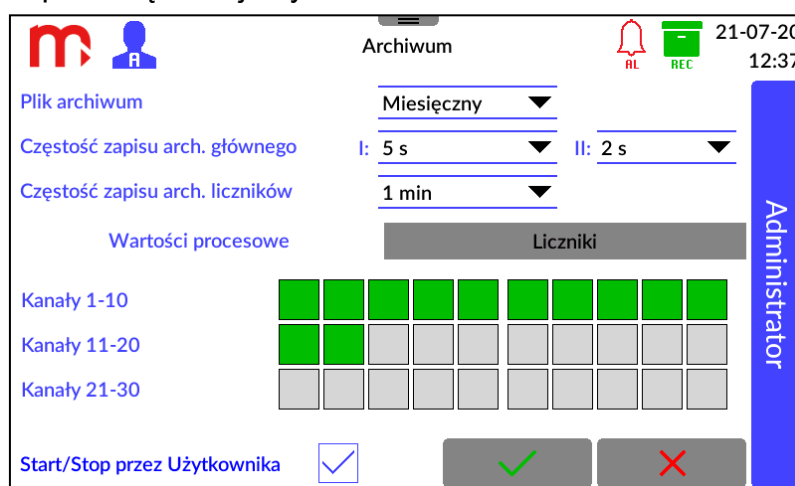 Archiwum
21-07-20
12:37
A
AL
REC
Plik archiwum Miesięczny
Częstość zapisu arch. głównego I: 5 s II: 2 s
Częstość zapisu arch. liczników 1 min
Wartości procesowe Liczniki
Kanały 1-10
Kanały 11-20
Kanały 21-30
Start/Stop przez Użytkownika
Administrator